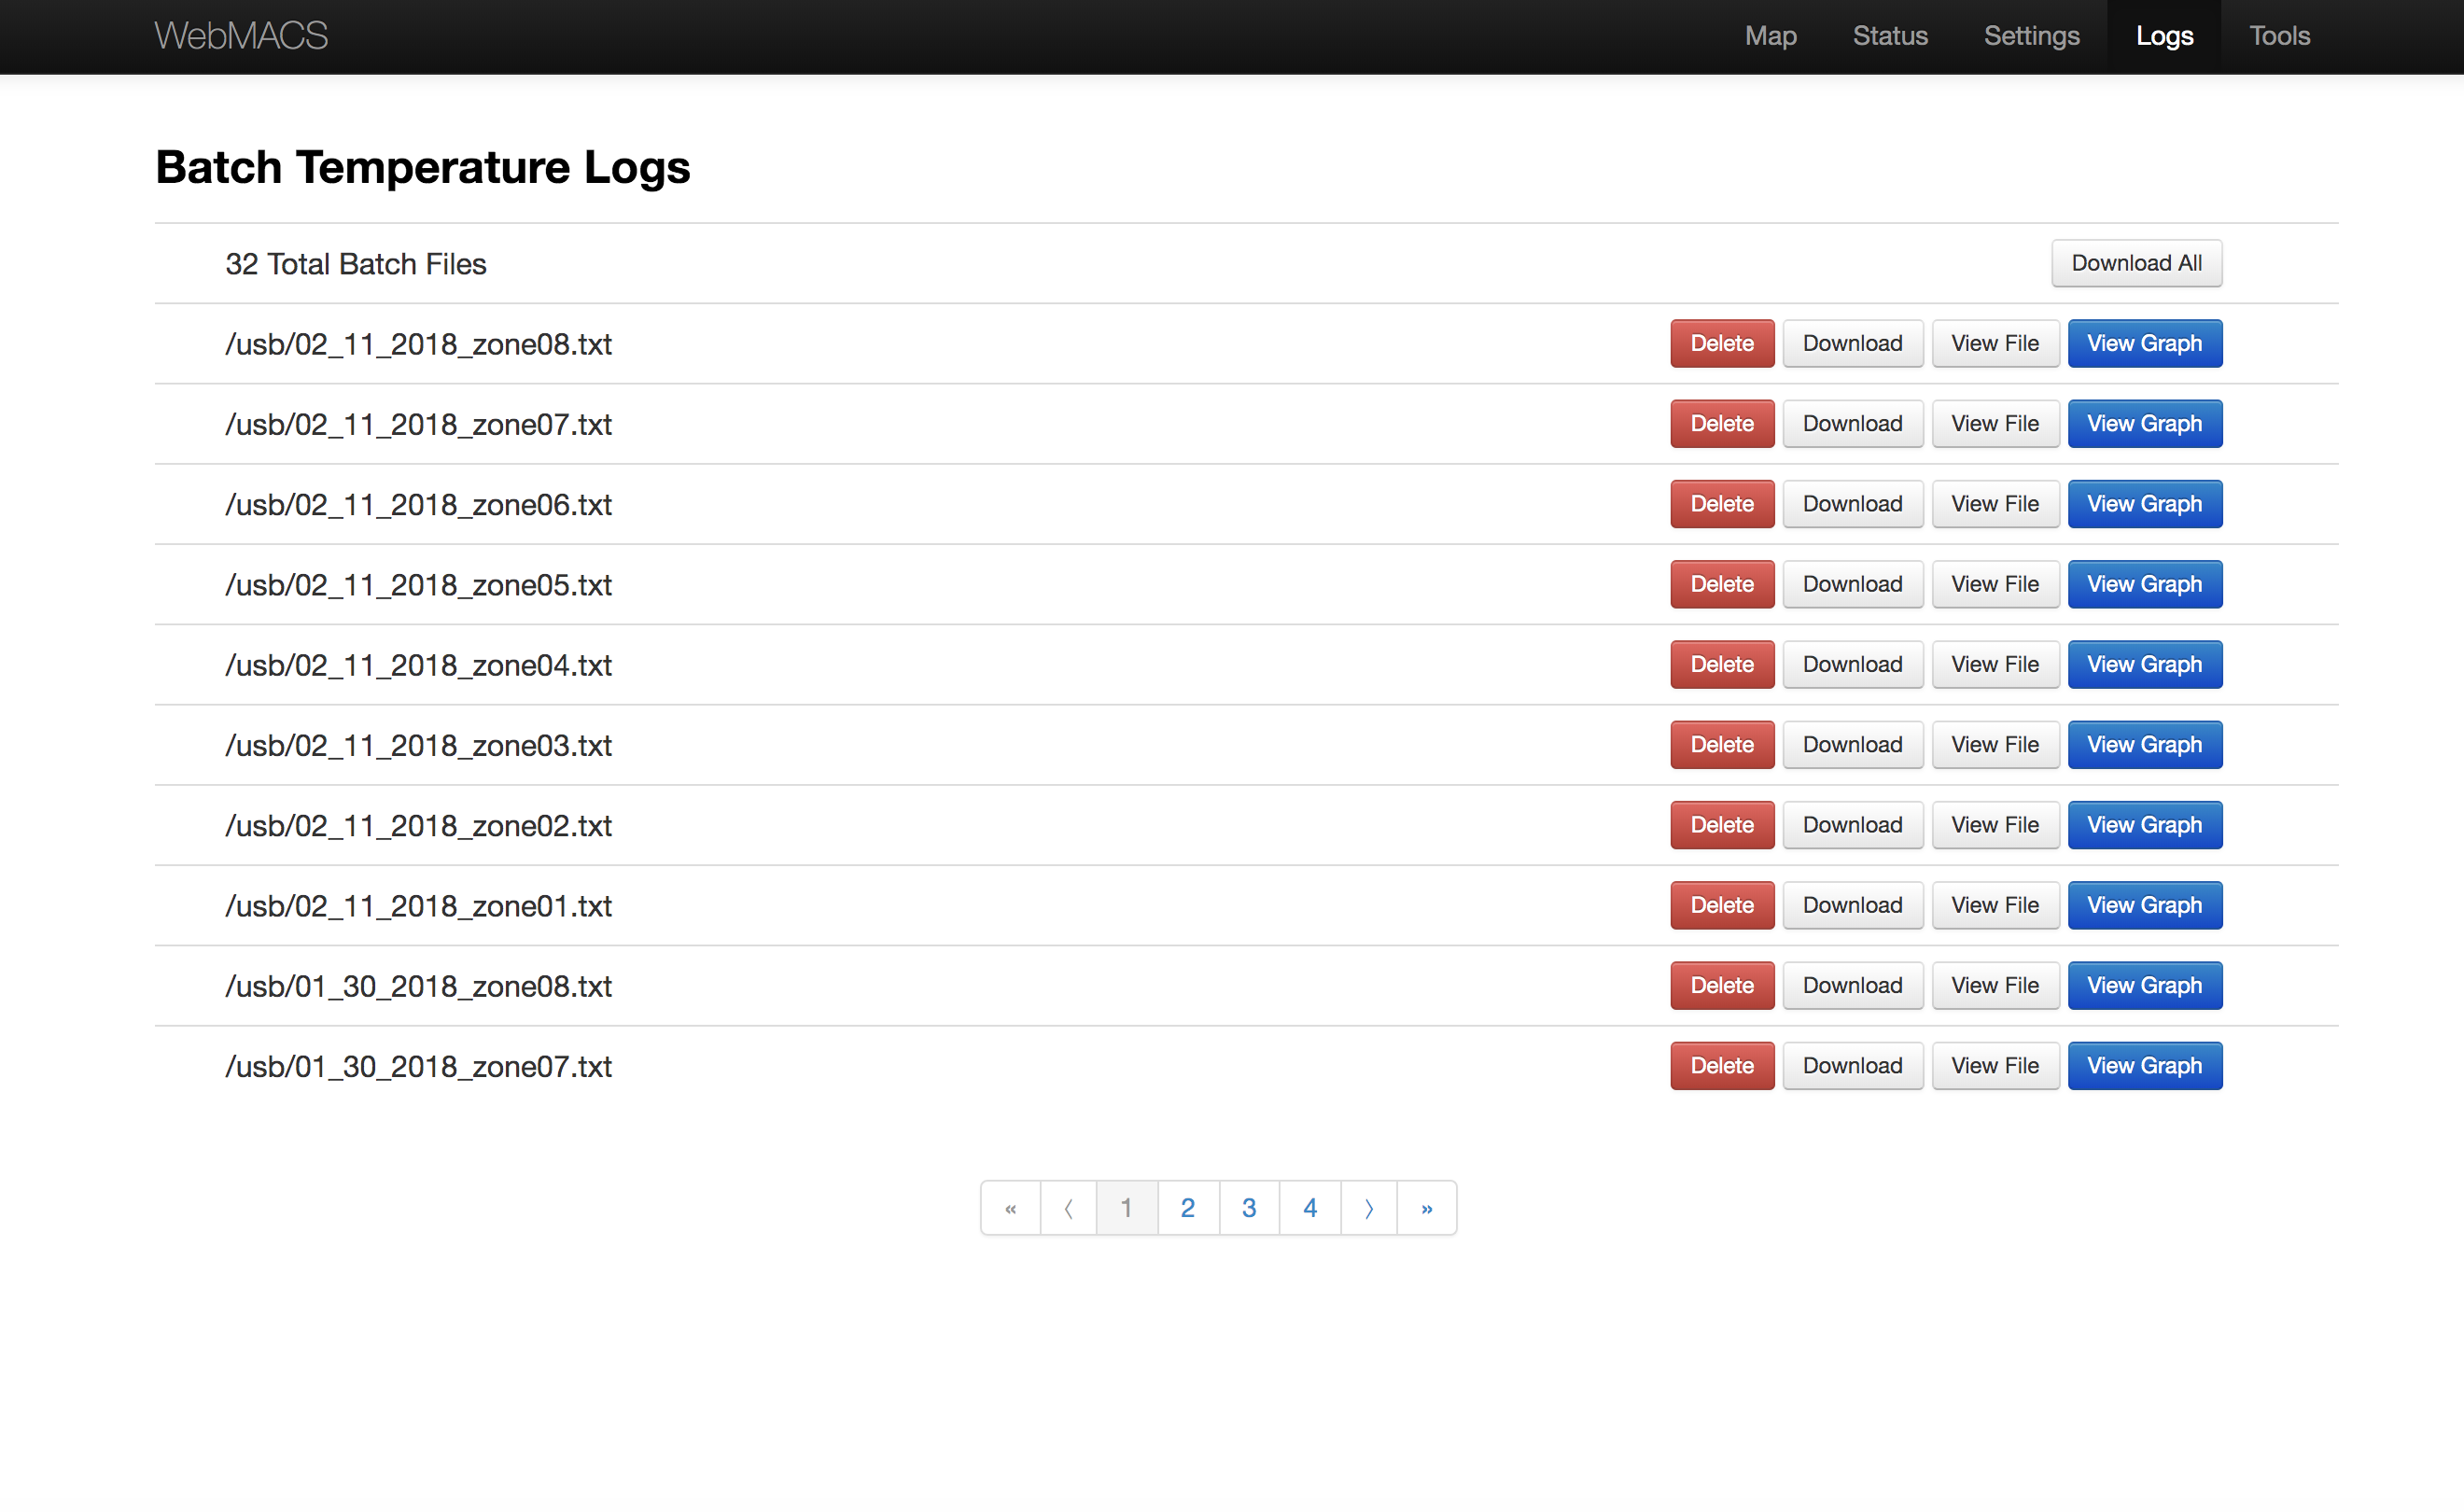 WebMACS Map Status Settings Logs Tools
Batch Temperature Logs
32 Total Batch Files Download All
/usb/02_11_2018_zone08.txt Delete Download View File View Graph
/usb/02_11_2018_zone07.txt Delete Download View File View Graph
/usb/02_11_2018_zone06.txt Delete Download View File View Graph
/usb/02_11_2018_zone05.txt Delete Download View File View Graph
/usb/02_11_2018_zone04.txt Delete Download View File View Graph
/usb/02_11_2018_zone03.txt Delete Download View File View Graph
/usb/02_11_2018_zone02.txt Delete Download View File View Graph
/usb/02_11_2018_zone01.txt Delete Download View File View Graph
/usb/01_30_2018_zone08.txt Delete Download View File View Graph
/usb/01_30_2018_zone07.txt Delete Download View File View Graph
« 〈 1 2 3 4 〉 »